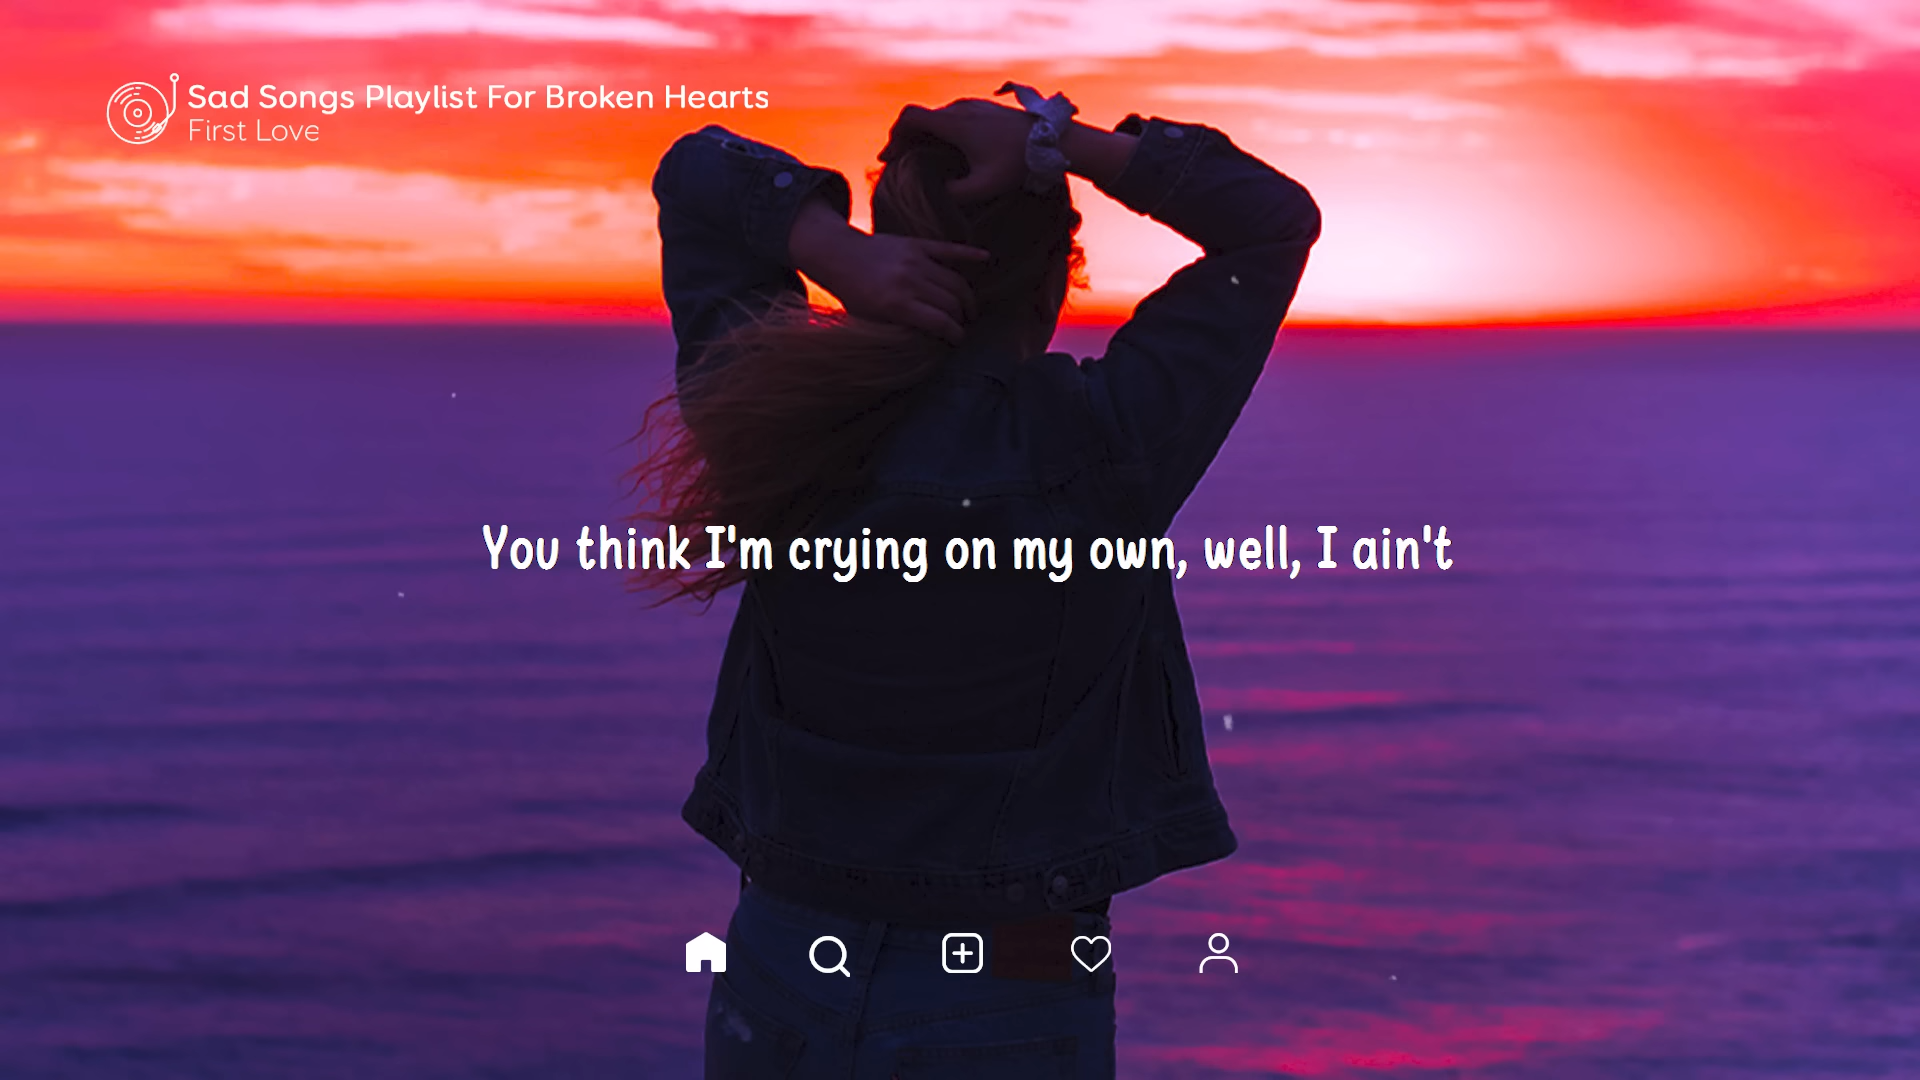 Sad Songs Playlist For Broken Hearts
First Love
You think I'm crying on my own, well, I ain't